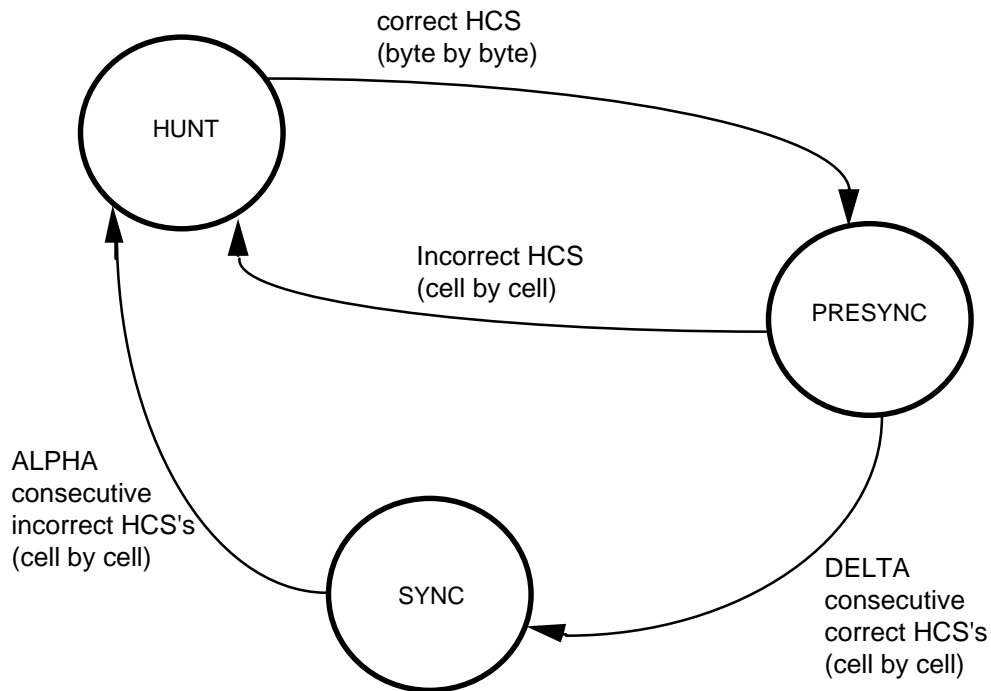 correct HCS
(byte by byte)
HUNT
Incorrect HCS
(cell by cell)
PRESYNC
ALPHA
consecutive
incorrect HCS's
(cell by cell)
SYNC
DELTA
consecutive
correct HCS's
(cell by cell)